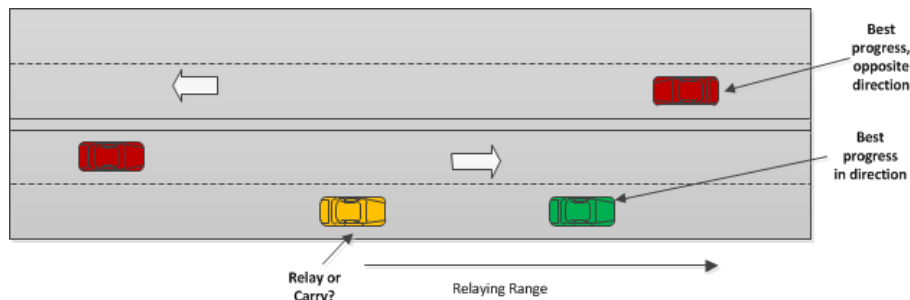 Best
progress,
opposite
direction
Best
progress
in direction
Relay or
Carry?
Relaying Range